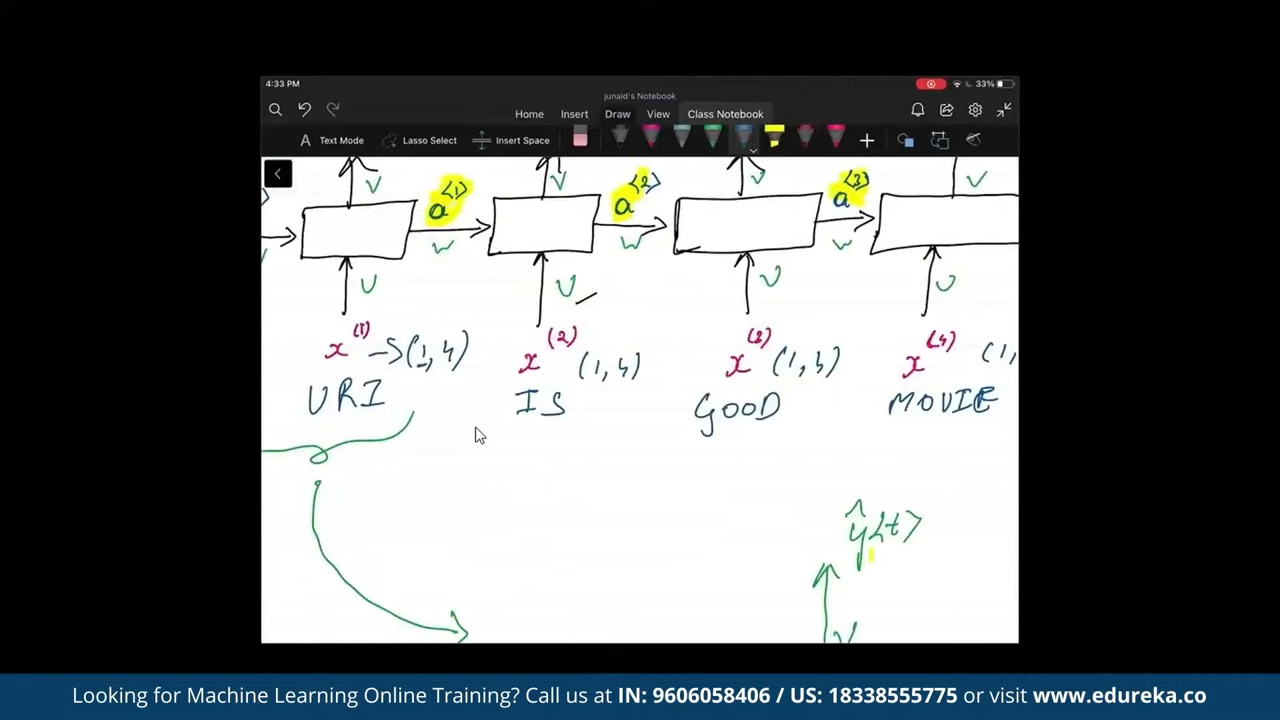 4:33 PM 33%
junaid's Notebook
Home Insert Draw View Class Notebook
Text Mode Lasso Select Insert Space
V V V V
a<1> a<2> a<3>
W W W
U U U U
x(1) → (1, 4) x(2) (1, 4) x(3) (1, 4) x(4) (1,
URI IS GOOD MOVIE
ŷ<t>
V
Looking for Machine Learning Online Training? Call us at IN: 9606058406 / US: 18338555775 or visit www.edureka.co